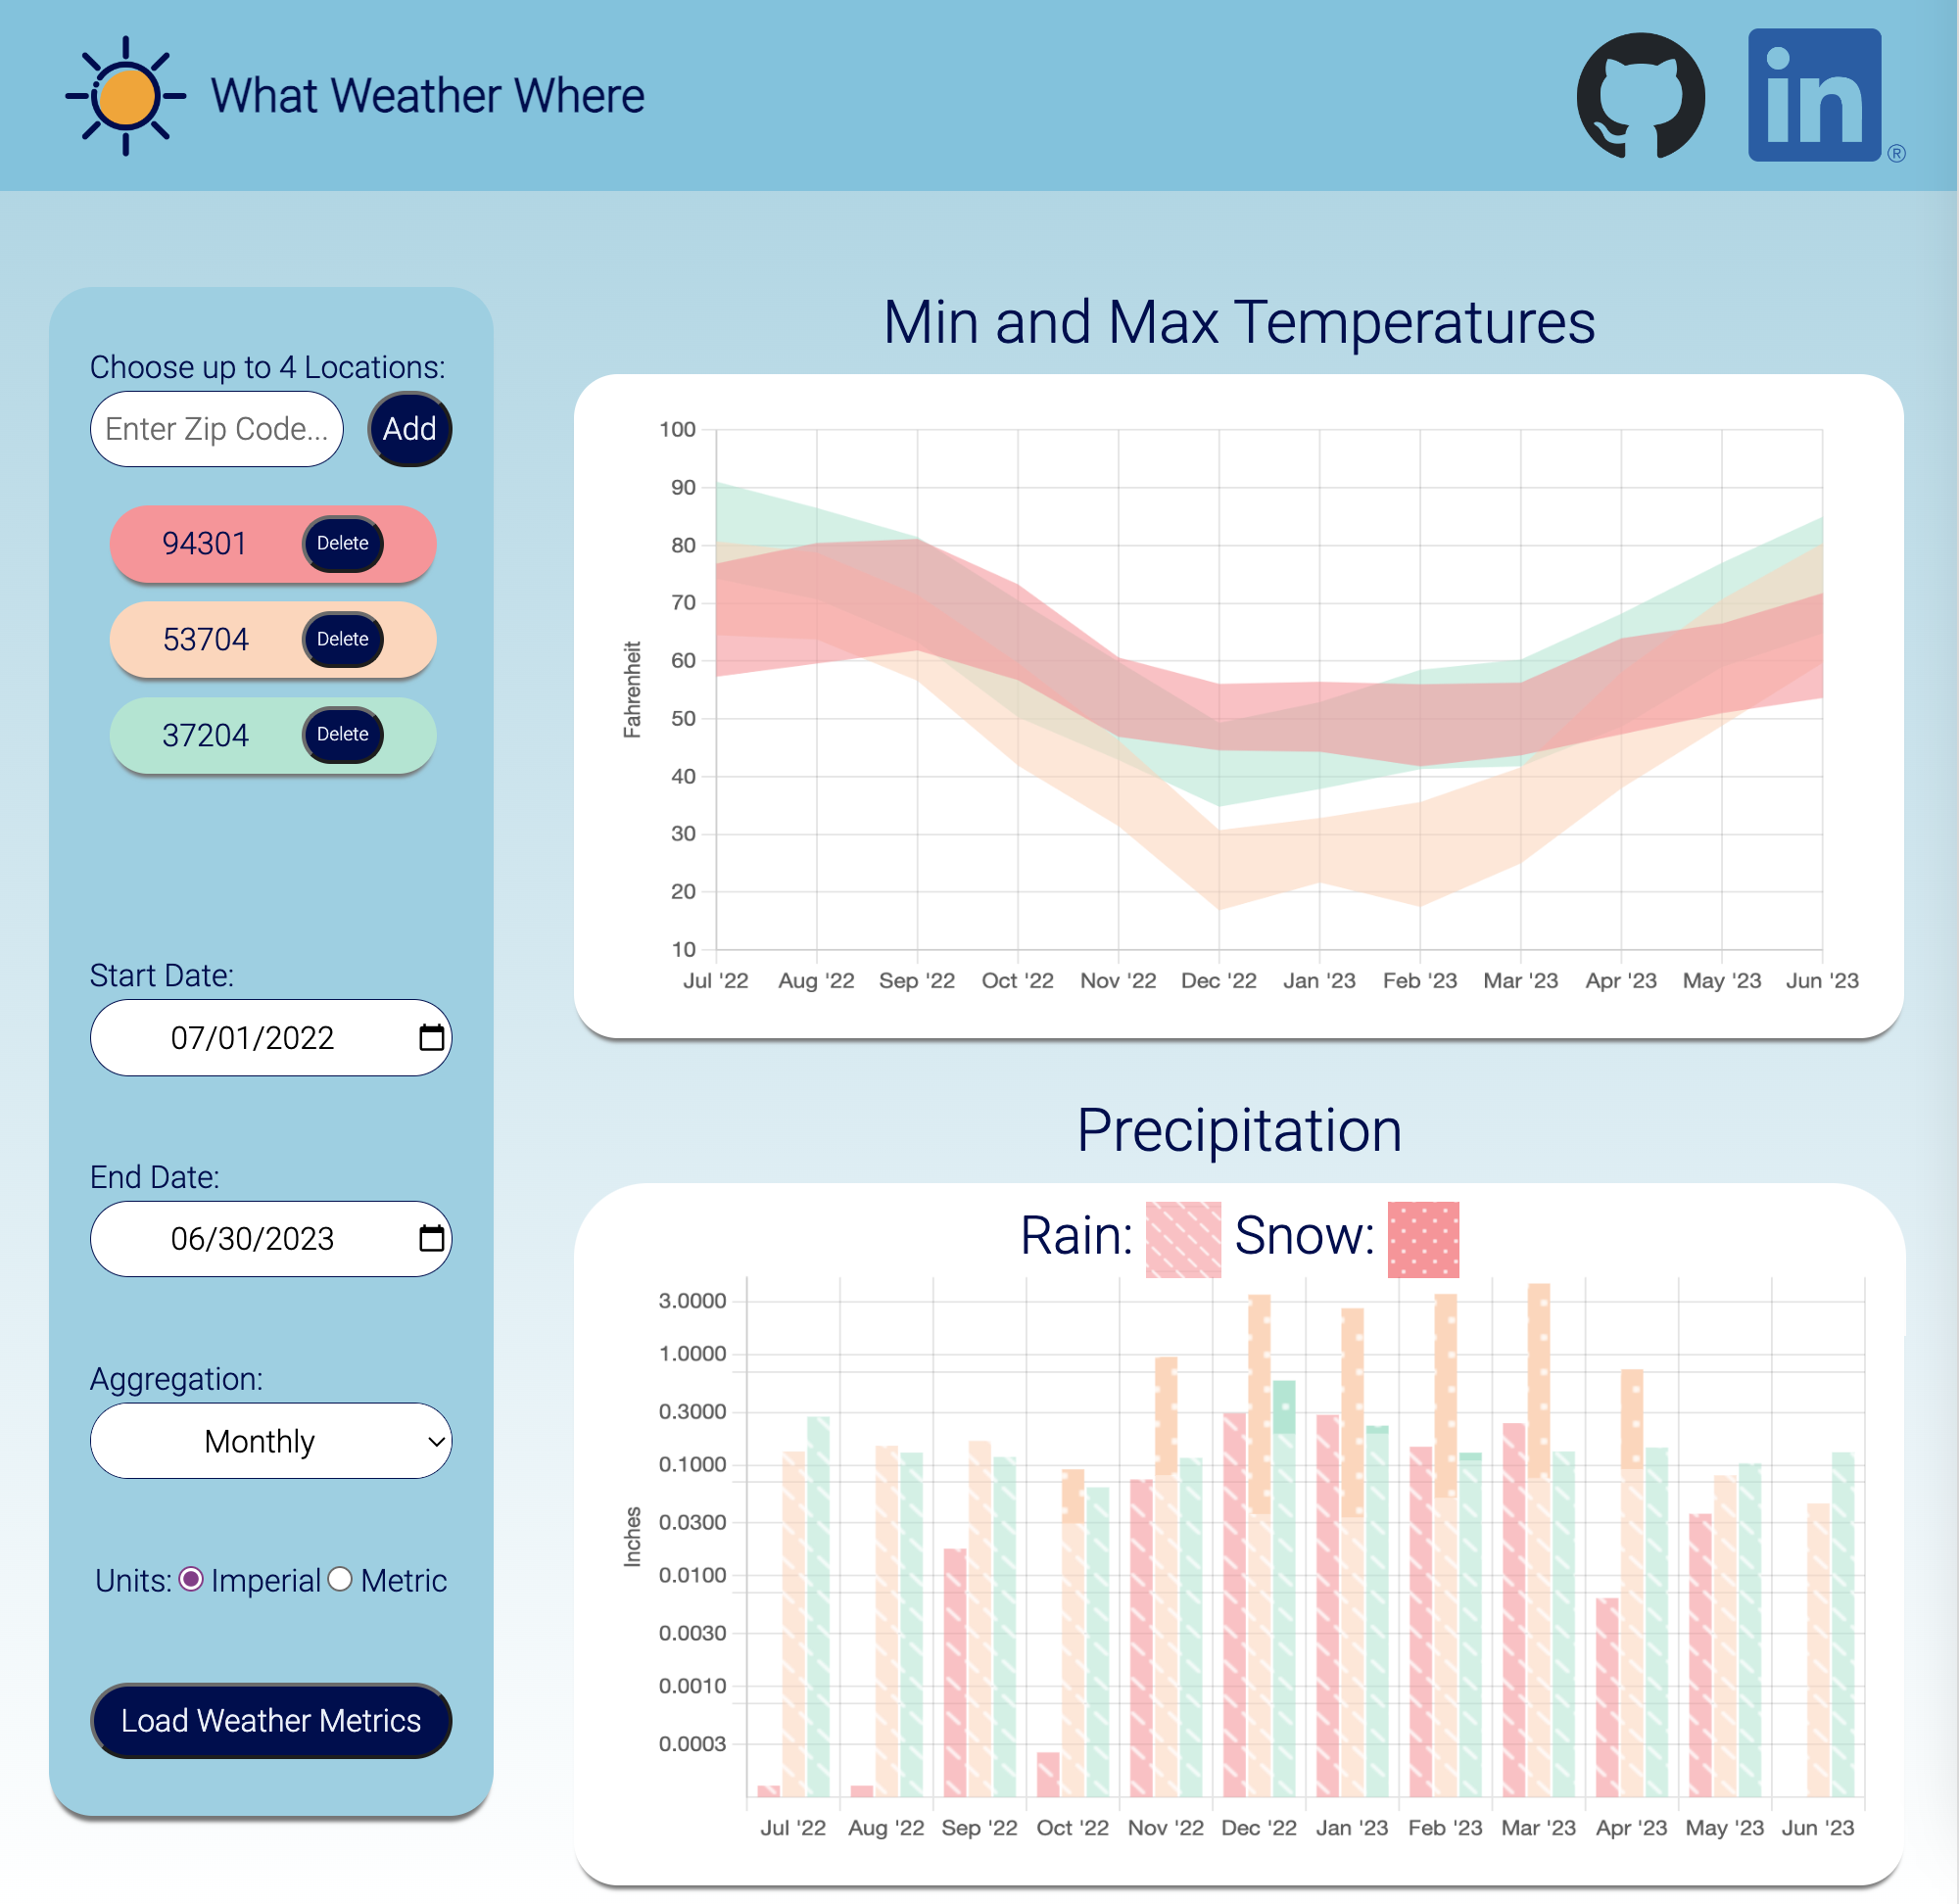 What Weather Where
in
®
Choose up to 4 Locations:
Enter Zip Code...
Add
94301
Delete
53704
Delete
37204
Delete
Start Date:
07/01/2022
End Date:
06/30/2023
Aggregation:
Monthly
Units: Imperial Metric
Load Weather Metrics
Min and Max Temperatures
100
90
80
70
60
50
40
30
20
10
Fahrenheit
Jul '22 Aug '22 Sep '22 Oct '22 Nov '22 Dec '22 Jan '23 Feb '23 Mar '23 Apr '23 May '23 Jun '23
Precipitation
Rain: Snow:
3.0000
1.0000
0.3000
0.1000
0.0300
0.0100
0.0030
0.0010
0.0003
Inches
Jul '22 Aug '22 Sep '22 Oct '22 Nov '22 Dec '22 Jan '23 Feb '23 Mar '23 Apr '23 May '23 Jun '23